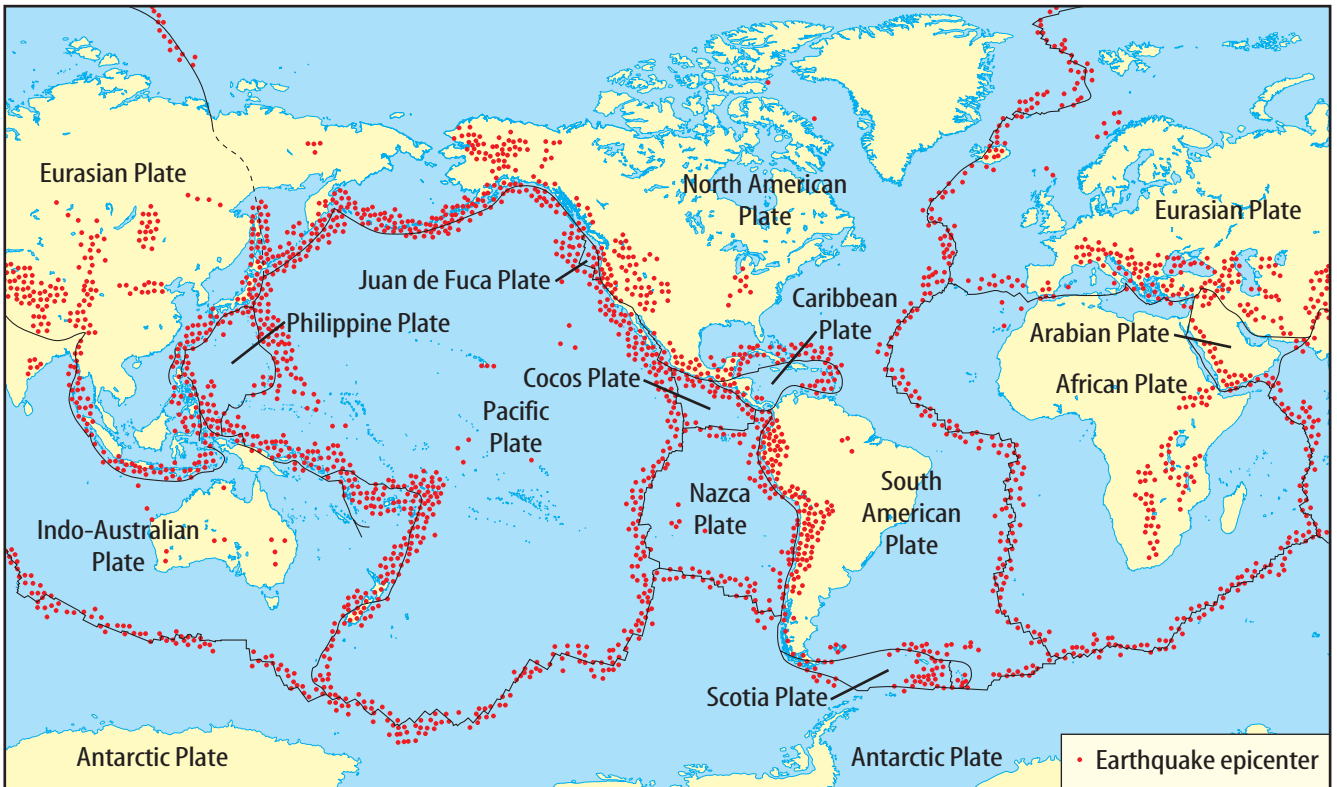 Eurasian Plate
North American
Plate
Eurasian Plate
Juan de Fuca Plate
Caribbean
Plate
Philippine Plate
Arabian Plate
Cocos Plate
African Plate
Pacific
Plate
Nazca
Plate
South
American
Plate
Indo-Australian
Plate
Scotia Plate
Antarctic Plate
Antarctic Plate
Earthquake epicenter